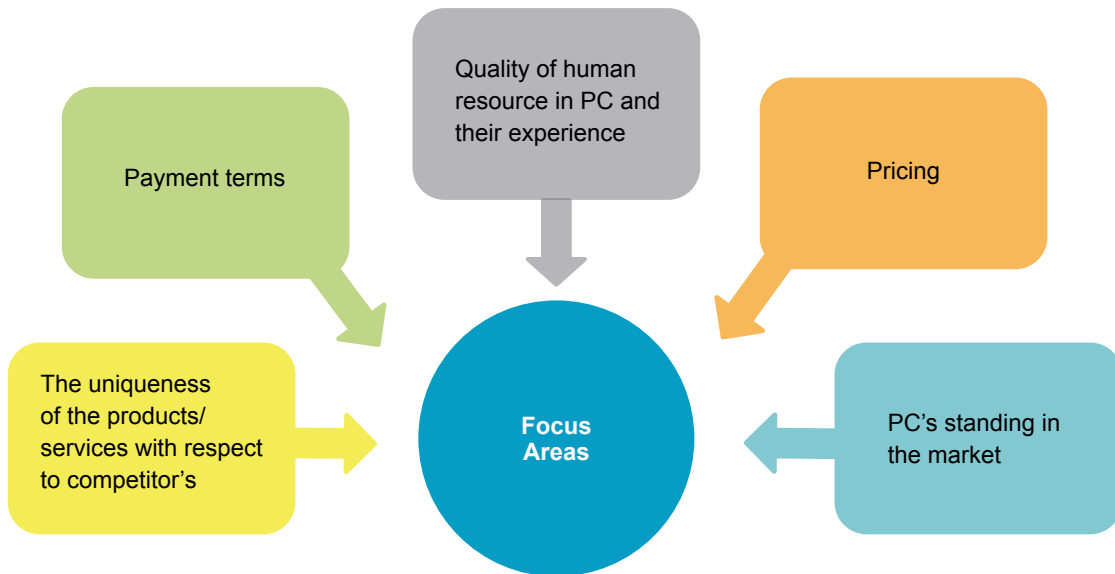 Quality of human
resource in PC and
their experience
Payment terms
Pricing
The uniqueness
of the products/
services with respect
to competitor’s
Focus
Areas
PC’s standing in
the market